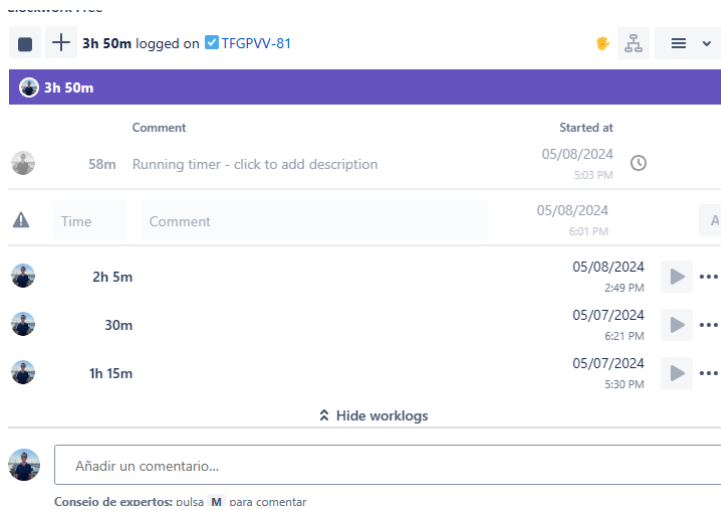 Clockwork Free
3h 50m logged on TFGPVV-81
3h 50m
Comment Started at
58m Running timer - click to add description 05/08/2024
5:03 PM
Time Comment 05/08/2024
6:01 PM
A
2h 5m 05/08/2024
2:49 PM
30m 05/07/2024
6:21 PM
1h 15m 05/07/2024
5:30 PM
Hide worklogs
Añadir un comentario...
Consejo de expertos: pulsa M para comentar